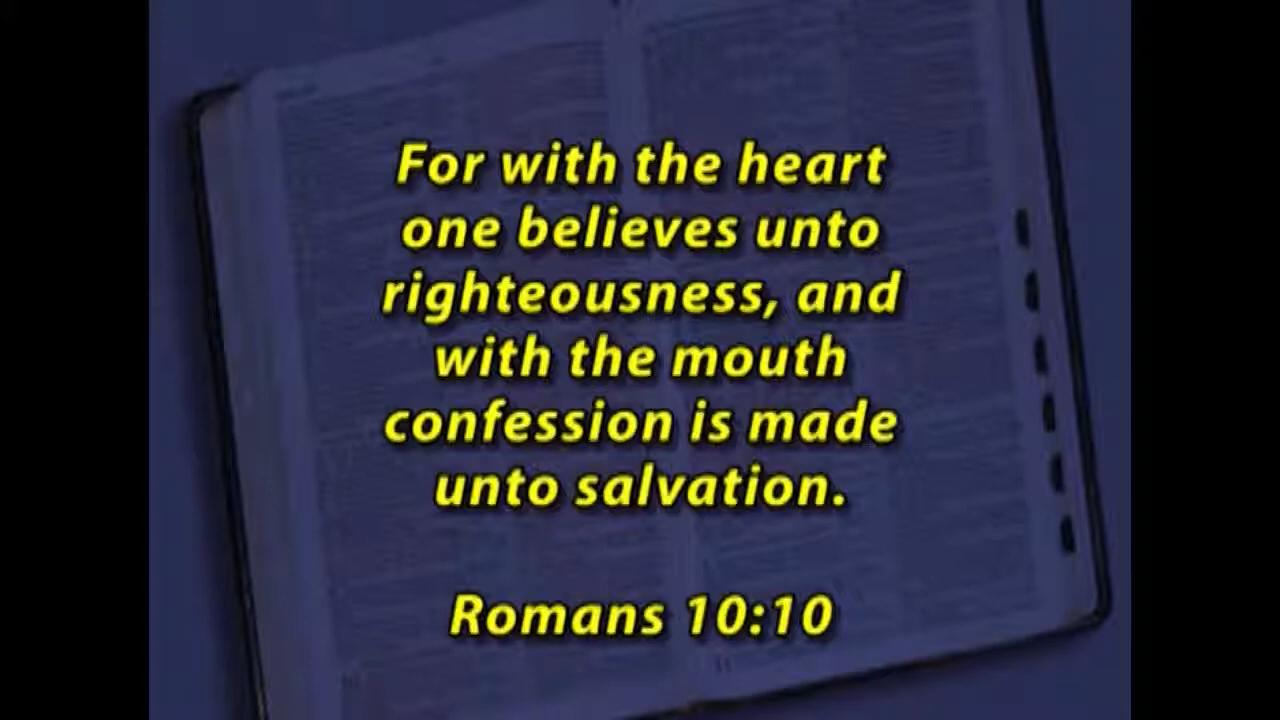 For with the heart
one believes unto
righteousness, and
with the mouth
confession is made
unto salvation.
Romans 10:10